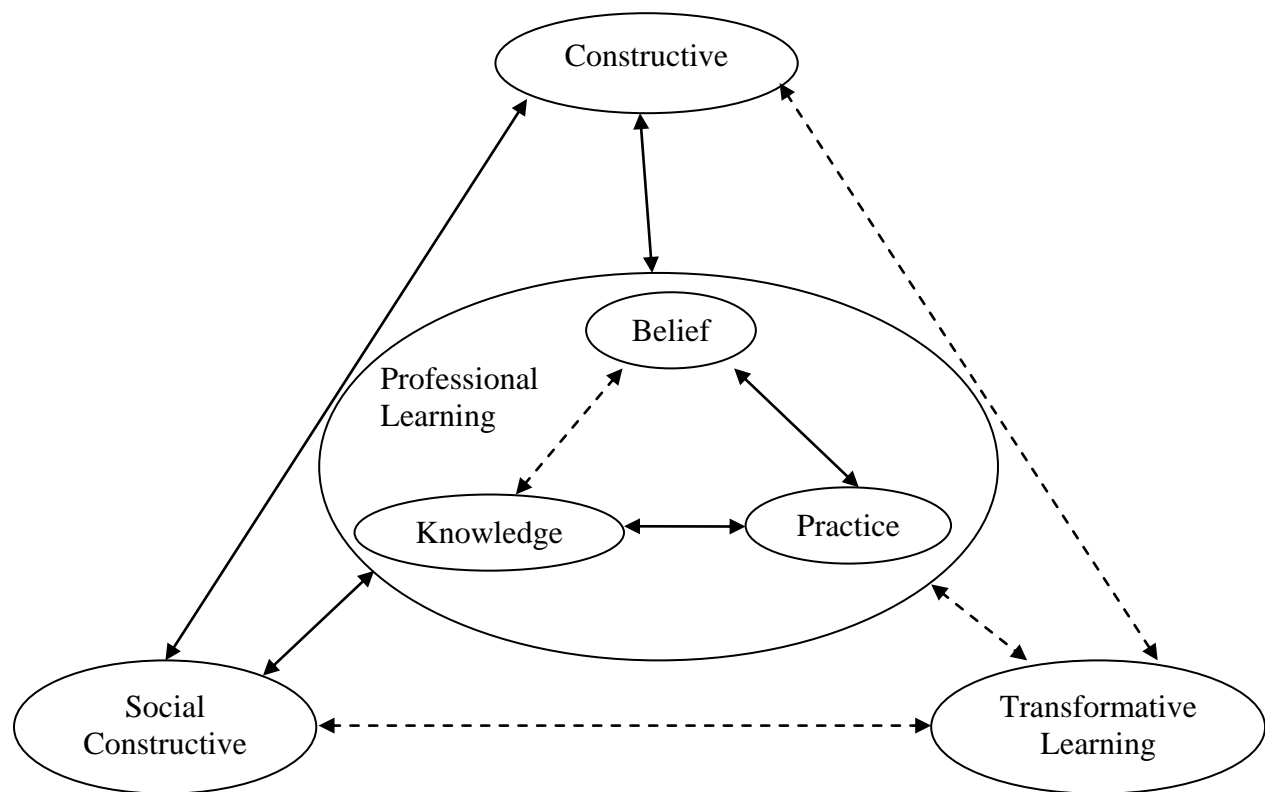 Constructive
Belief
Professional
Learning
Knowledge
Practice
Social
Constructive
Transformative
Learning